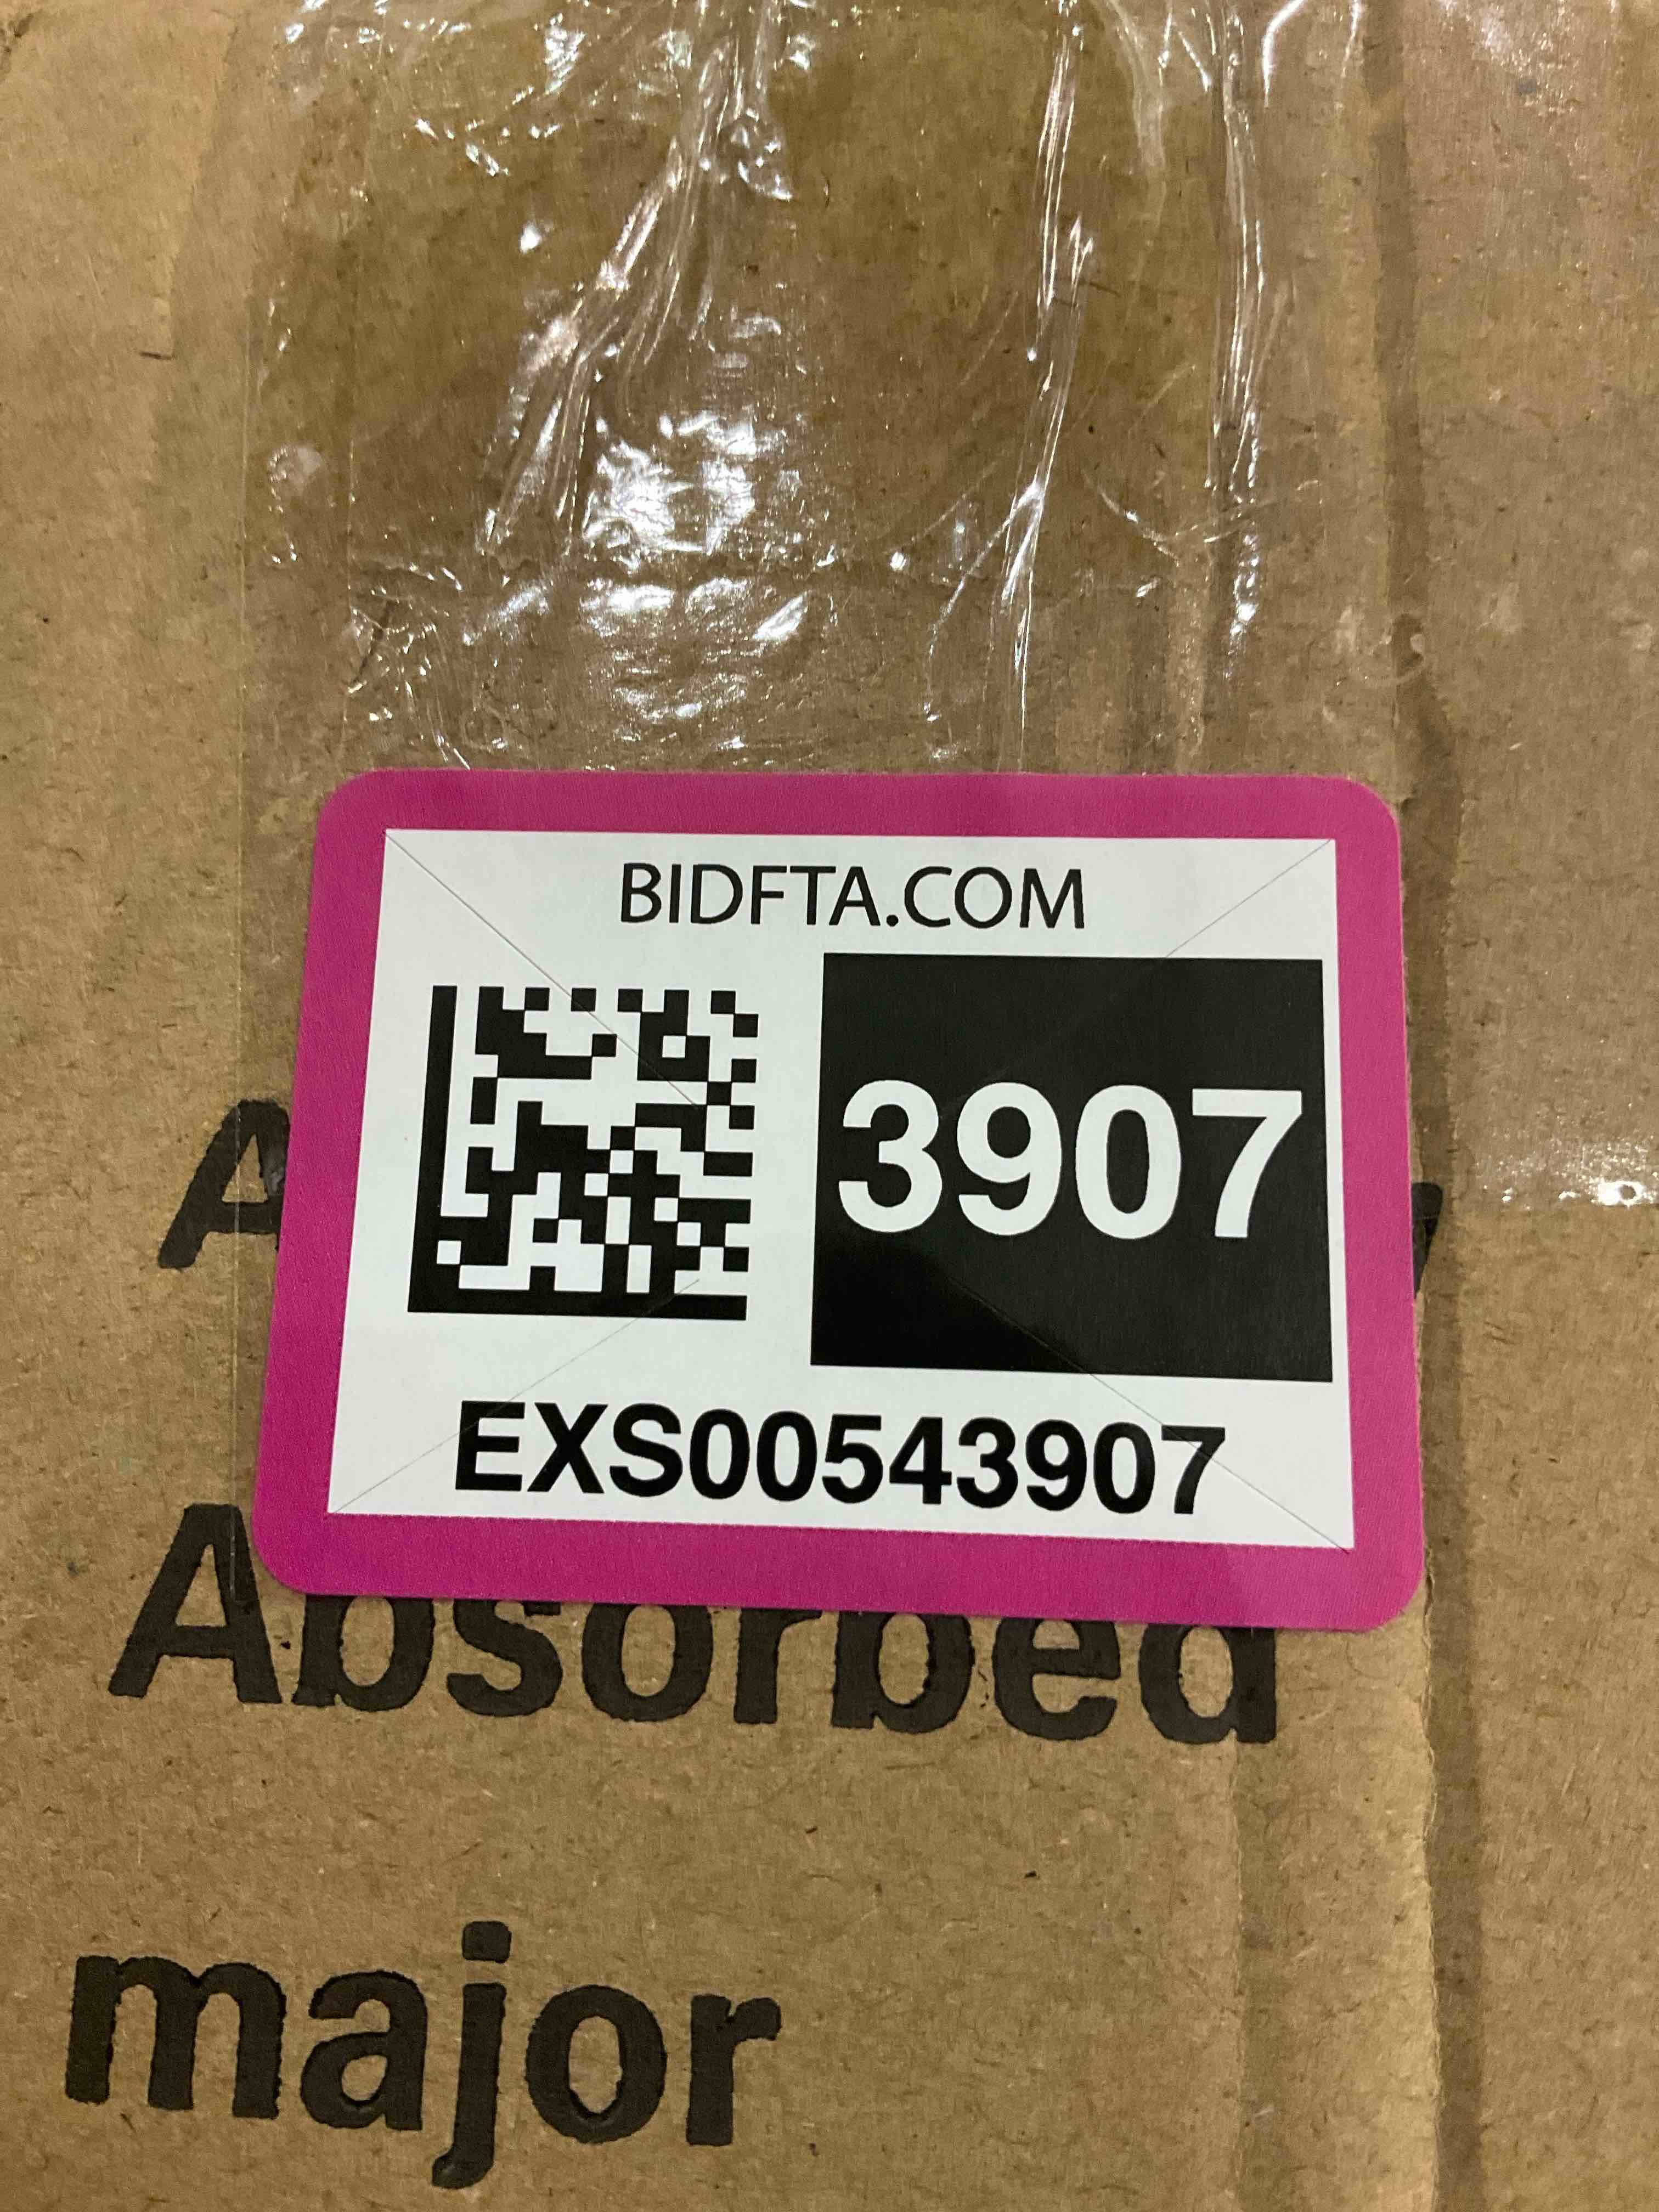 BIDFTA.COM
3907
EXS00543907
Absorbed
major